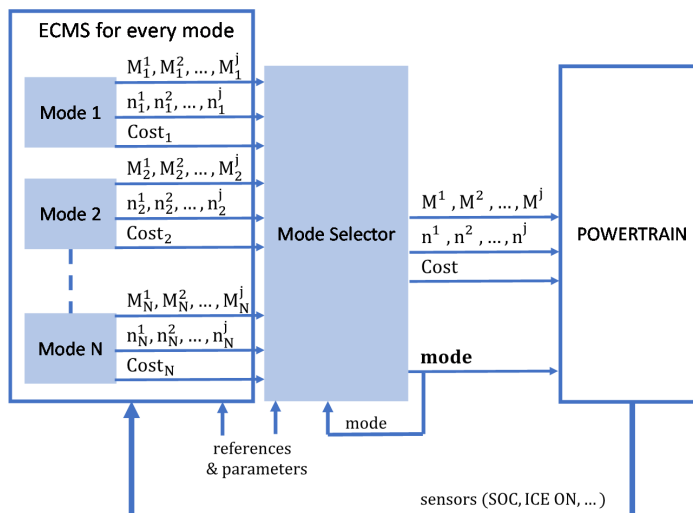 ECMS for every mode
Mode 1
M₁¹, M₁², ... , M₁ʲ
n₁¹, n₁², ... , n₁ʲ
Cost₁
Mode 2
M₂¹, M₂², ... , M₂ʲ
n₂¹, n₂², ... , n₂ʲ
Cost₂
Mode N
M_N¹, M_N², ... , M_Nʲ
n_N¹, n_N², ... , n_Nʲ
Cost_N
Mode Selector
M¹ , M² , ... , Mʲ
n¹ , n² , ... , nʲ
Cost
mode
POWERTRAIN
mode
references
& parameters
sensors (SOC, ICE ON, ... )